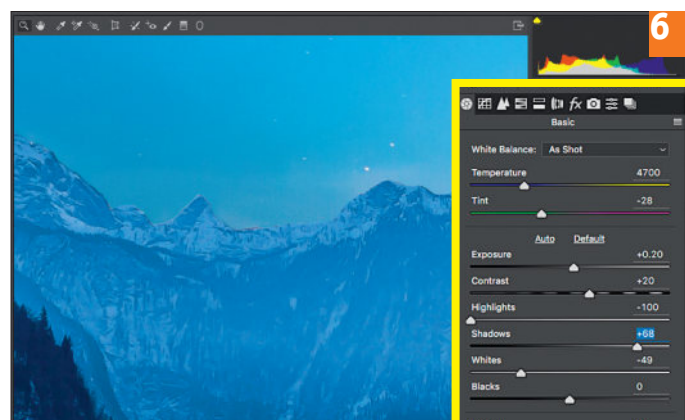 6
fx
Basic
White Balance: As Shot
Temperature 4700
Tint -28
Auto Default
Exposure +0.20
Contrast +20
Highlights -100
Shadows +68
Whites -49
Blacks 0